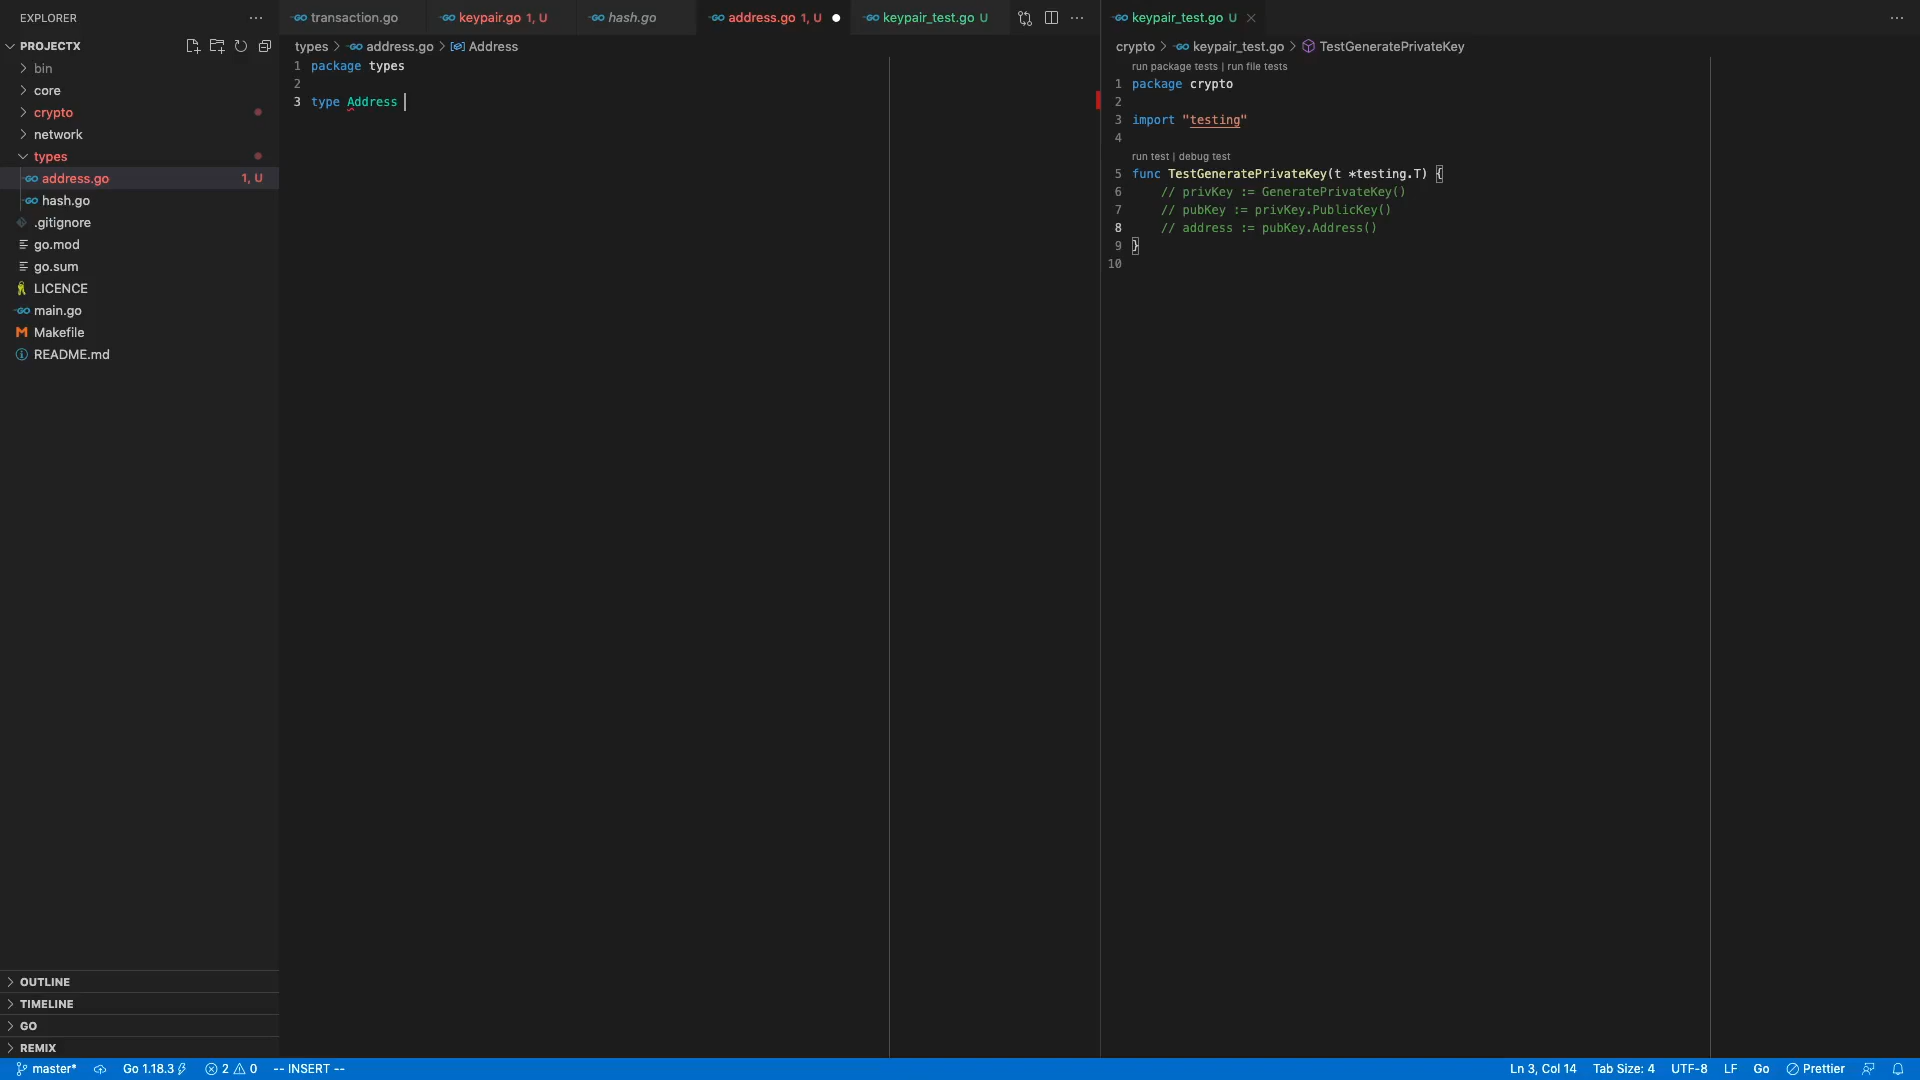 EXPLORER
PROJECTX
bin
core
crypto
network
types
address.go 1, U
hash.go
.gitignore
go.mod
go.sum
LICENCE
main.go
Makefile
README.md
OUTLINE
TIMELINE
GO
REMIX
transaction.go keypair.go 1, U hash.go address.go 1, U keypair_test.go U
types address.go Address
1 package types
2
3 type Address
keypair_test.go U
crypto keypair_test.go TestGeneratePrivateKey
run package tests | run file tests
1 package crypto
2
3 import "testing"
4
run test | debug test
5 func TestGeneratePrivateKey(t *testing.T) {
6 // privKey := GeneratePrivateKey()
7 // pubKey := privKey.PublicKey()
8 // address := pubKey.Address()
9 }
10
master* Go 1.18.3 2 0 -- INSERT -- Ln 3, Col 14 Tab Size: 4 UTF-8 LF Go Prettier